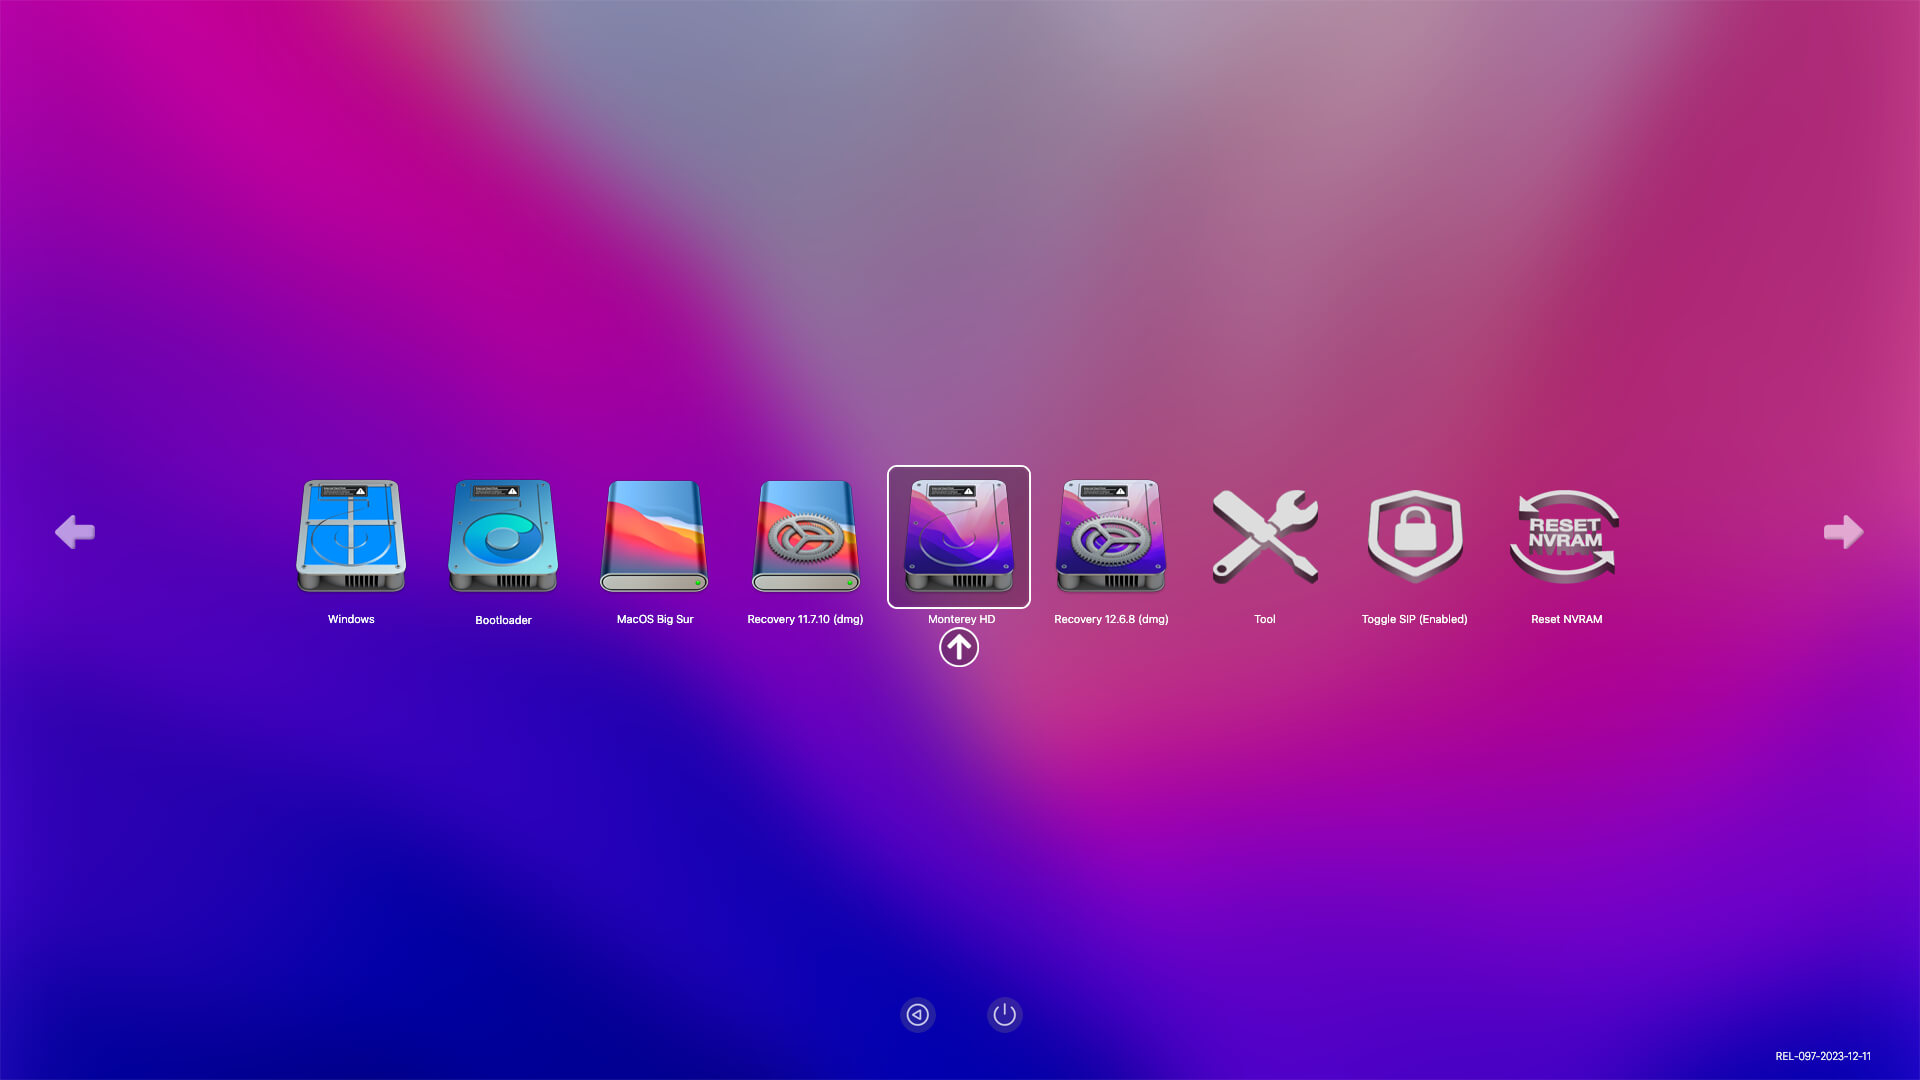 Windows
Bootloader
MacOS Big Sur
Recovery 11.7.10 (dmg)
Monterey HD
Recovery 12.6.8 (dmg)
Tool
Toggle SIP (Enabled)
RESET
NVRAM
Reset NVRAM
REL-097-2023-12-11